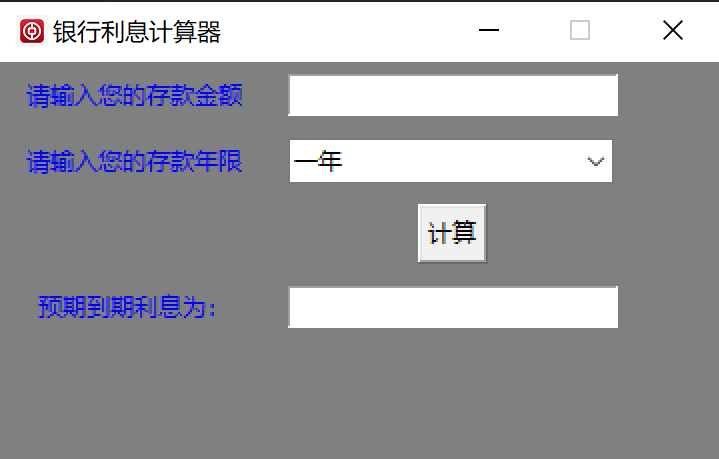 银行利息计算器
请输入您的存款金额
请输入您的存款年限 一年
计算
预期到期利息为: